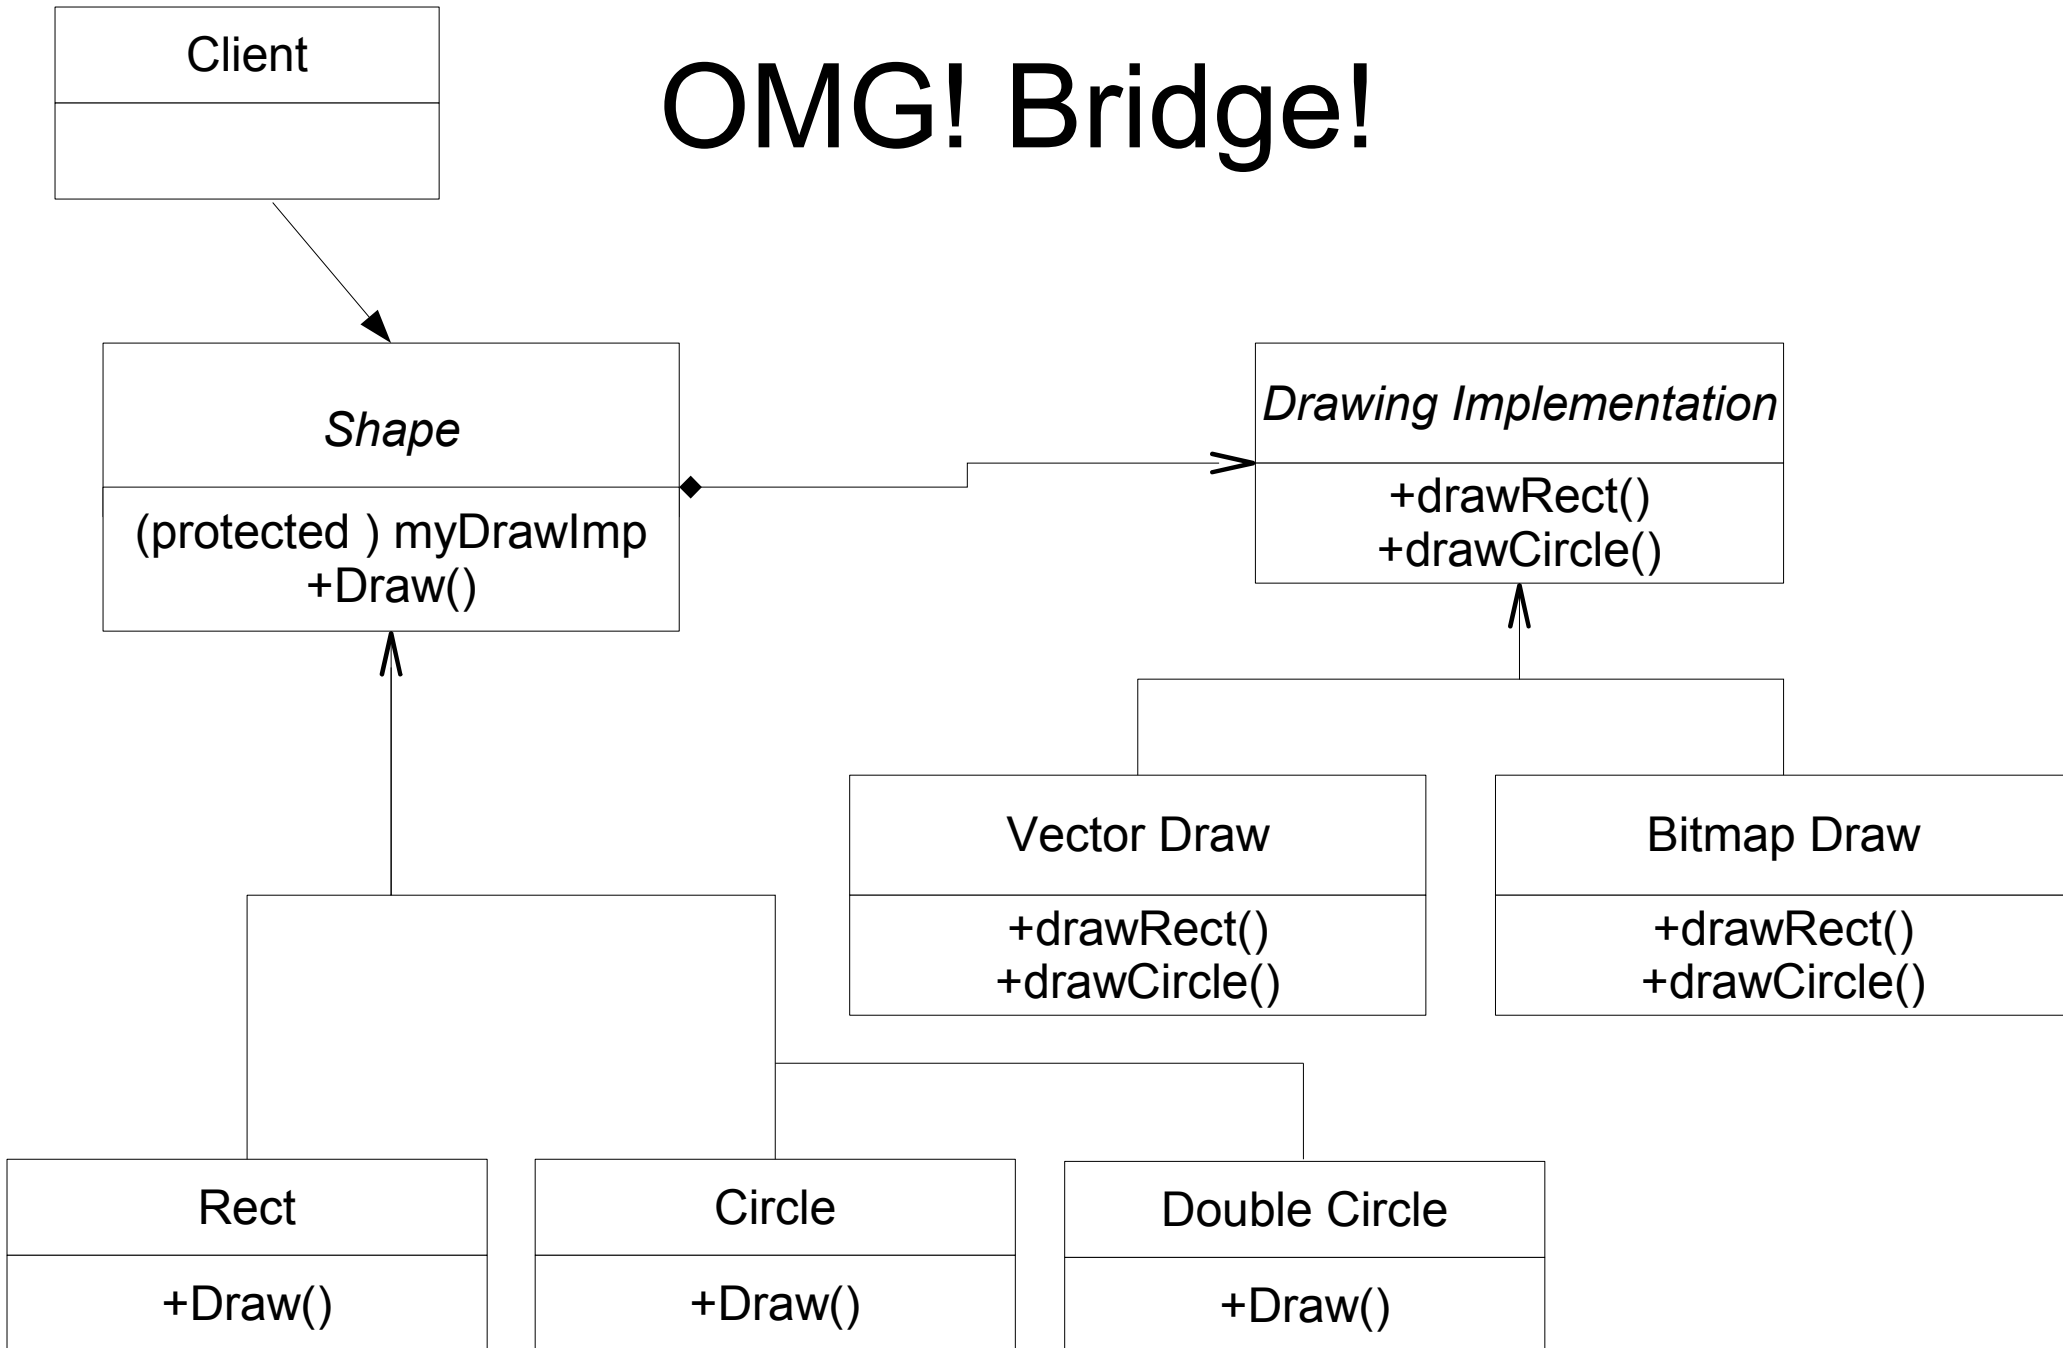 Client
OMG! Bridge!
Shape
(protected ) myDrawImp
+Draw()
Drawing Implementation
+drawRect()
+drawCircle()
Vector Draw
+drawRect()
+drawCircle()
Bitmap Draw
+drawRect()
+drawCircle()
Rect
+Draw()
Circle
+Draw()
Double Circle
+Draw()